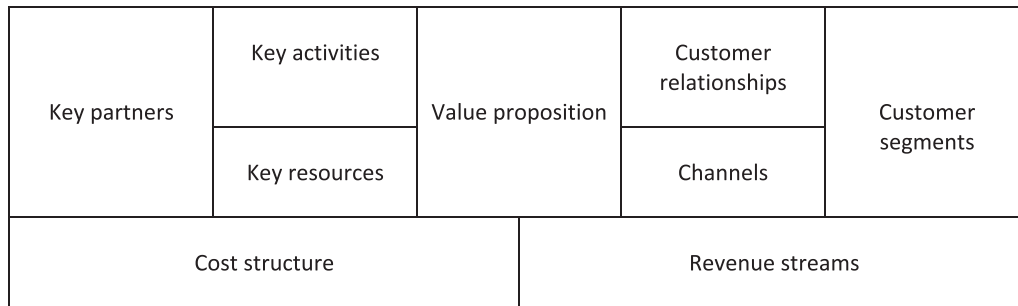 Key partners
Key activities
Key resources
Value proposition
Customer
relationships
Channels
Customer
segments
Cost structure
Revenue streams